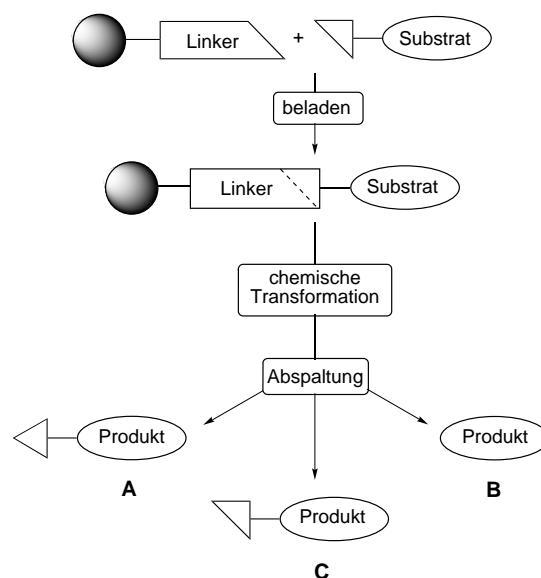 Linker + Substrat
beladen
Linker Substrat
chemische
Transformation
Abspaltung
Produkt Produkt
A B
Produkt
C